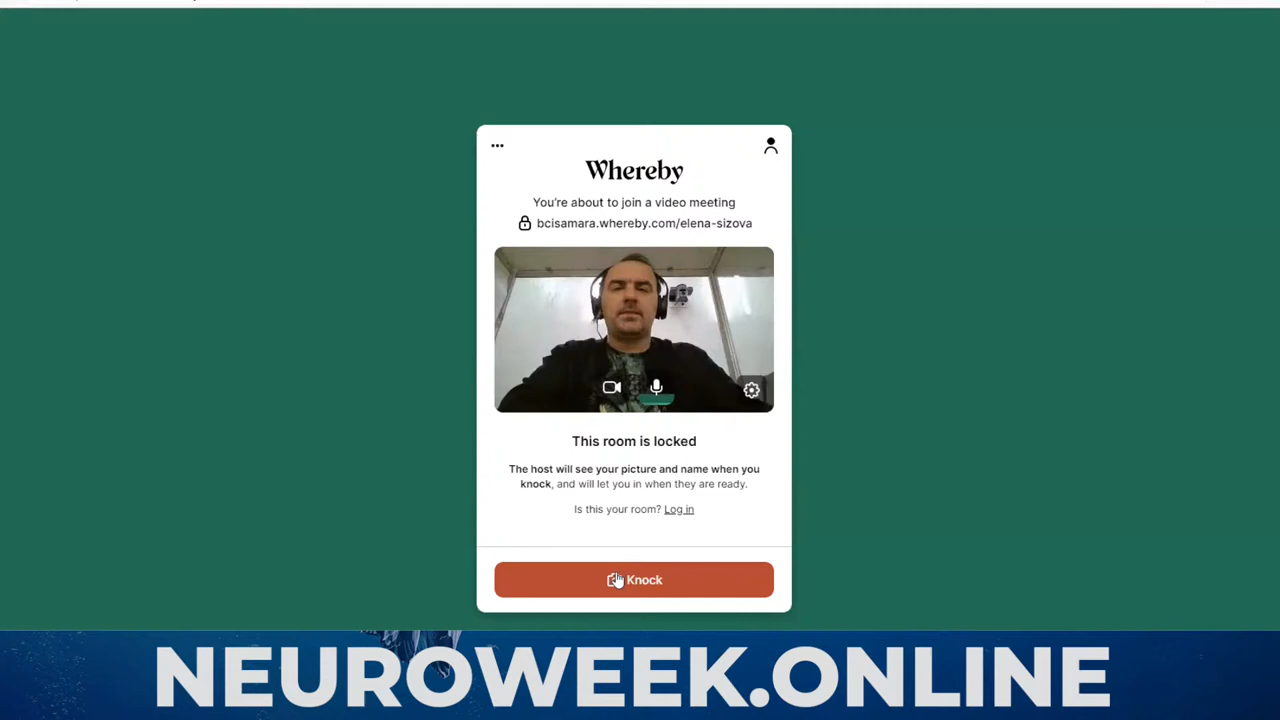 Whereby
You're about to join a video meeting
bcisamara.whereby.com/elena-sizova
This room is locked
The host will see your picture and name when you
knock, and will let you in when they are ready.
Is this your room? Log in
Knock
NEUROWEEK.ONLINE